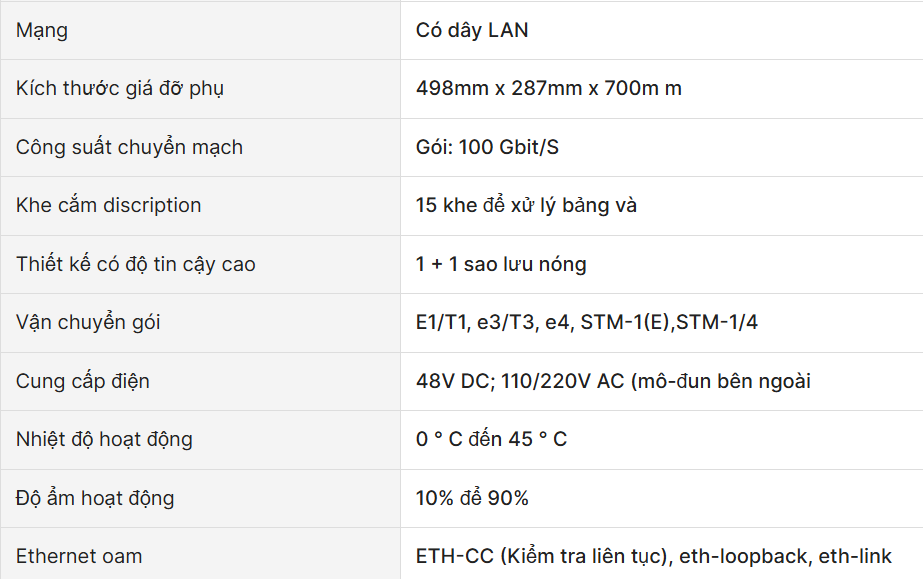 Mạng Có dây LAN
Kích thước giá đỡ phụ 498mm x 287mm x 700m m
Công suất chuyển mạch Gói: 100 Gbit/S
Khe cắm discription 15 khe để xử lý bảng và
Thiết kế có độ tin cậy cao 1 + 1 sao lưu nóng
Vận chuyển gói E1/T1, e3/T3, e4, STM-1(E),STM-1/4
Cung cấp điện 48V DC; 110/220V AC (mô-đun bên ngoài
Nhiệt độ hoạt động 0 ° C đến 45 ° C
Độ ẩm hoạt động 10% để 90%
Ethernet oam ETH-CC (Kiểm tra liên tục), eth-loopback, eth-link